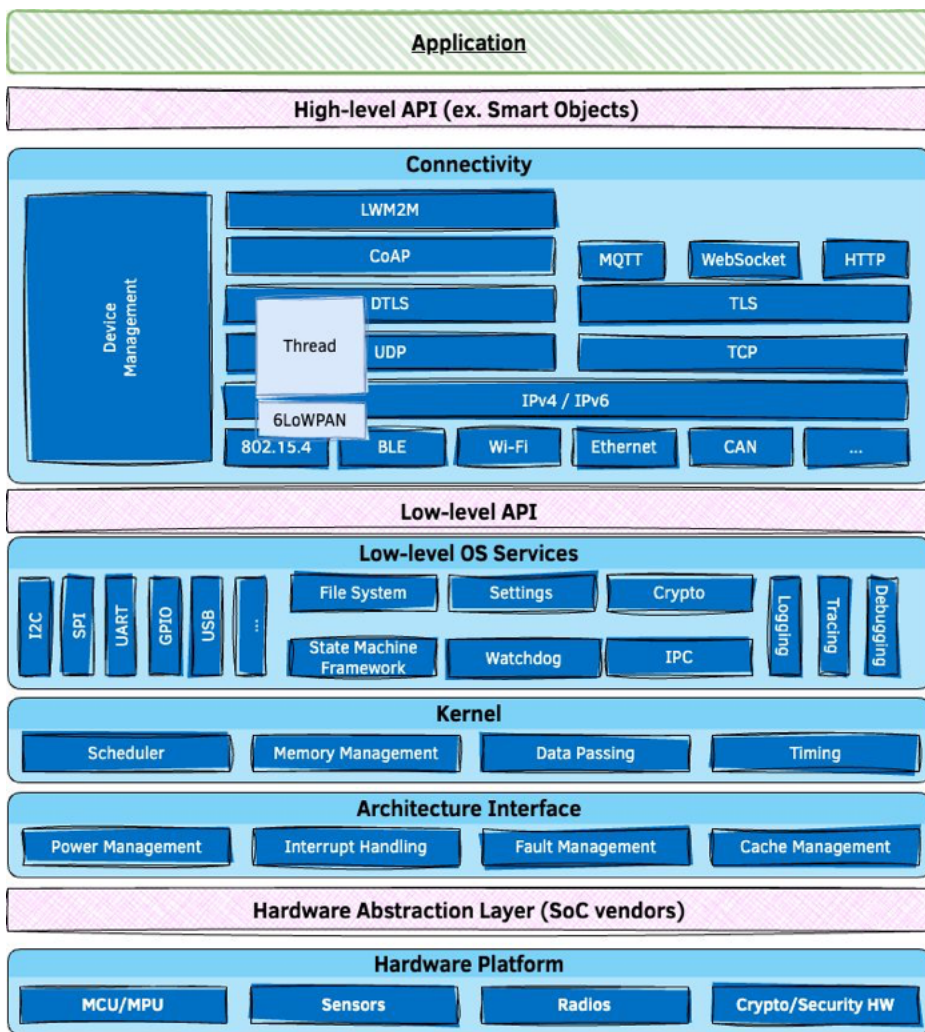 Application
High-level API (ex. Smart Objects)
Connectivity
Device
Management
LWM2M
CoAP
MQTT
WebSocket
HTTP
DTLS
TLS
Thread
UDP
TCP
IPv4 / IPv6
6LoWPAN
802.15.4
BLE
Wi-Fi
Ethernet
CAN
...
Low-level API
Low-level OS Services
I2C
SPI
UART
GPIO
USB
...
File System
Settings
Crypto
State Machine
Framework
Watchdog
IPC
Logging
Tracing
Debugging
Kernel
Scheduler
Memory Management
Data Passing
Timing
Architecture Interface
Power Management
Interrupt Handling
Fault Management
Cache Management
Hardware Abstraction Layer (SoC vendors)
Hardware Platform
MCU/MPU
Sensors
Radios
Crypto/Security HW